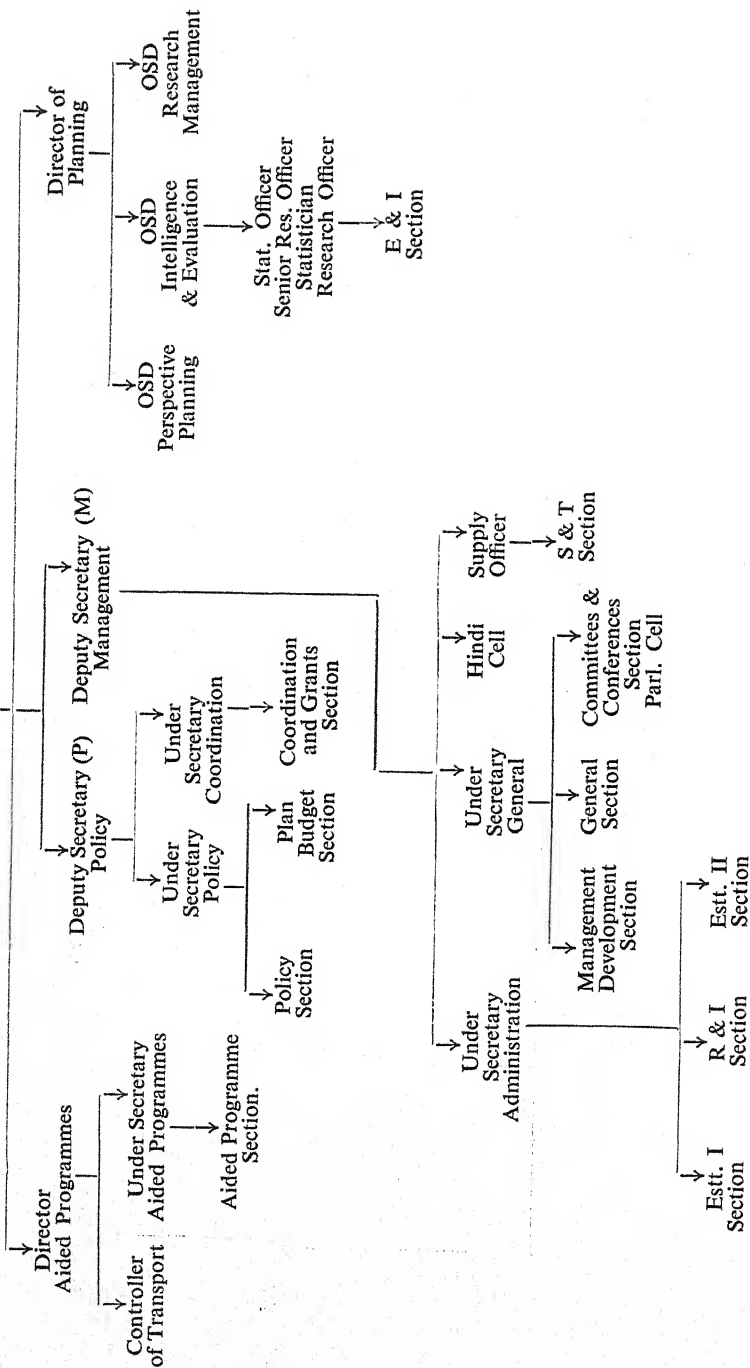 Director
Aided Programmes
Controller
of Transport
Under Secretary
Aided Programmes
Aided Programme
Section.
Deputy Secretary (P)
Policy
Deputy Secretary (M)
Management
Under
Secretary
Policy
Under
Secretary
Coordination
Policy
Section
Plan
Budget
Section
Coordination
and Grants
Section
Under
Secretary
Administration
Under
Secretary
General
Hindi
Cell
Supply
Officer
Estt. I
Section
R & I
Section
Estt. II
Section
Management
Development
Section
General
Section
Committees &
Conferences
Section
Parl. Cell
S & T
Section
Director of
Planning
OSD
Perspective
Planning
OSD
Intelligence
& Evaluation
OSD
Research
Management
Stat. Officer
Senior Res. Officer
Statistician
Research Officer
E & I
Section